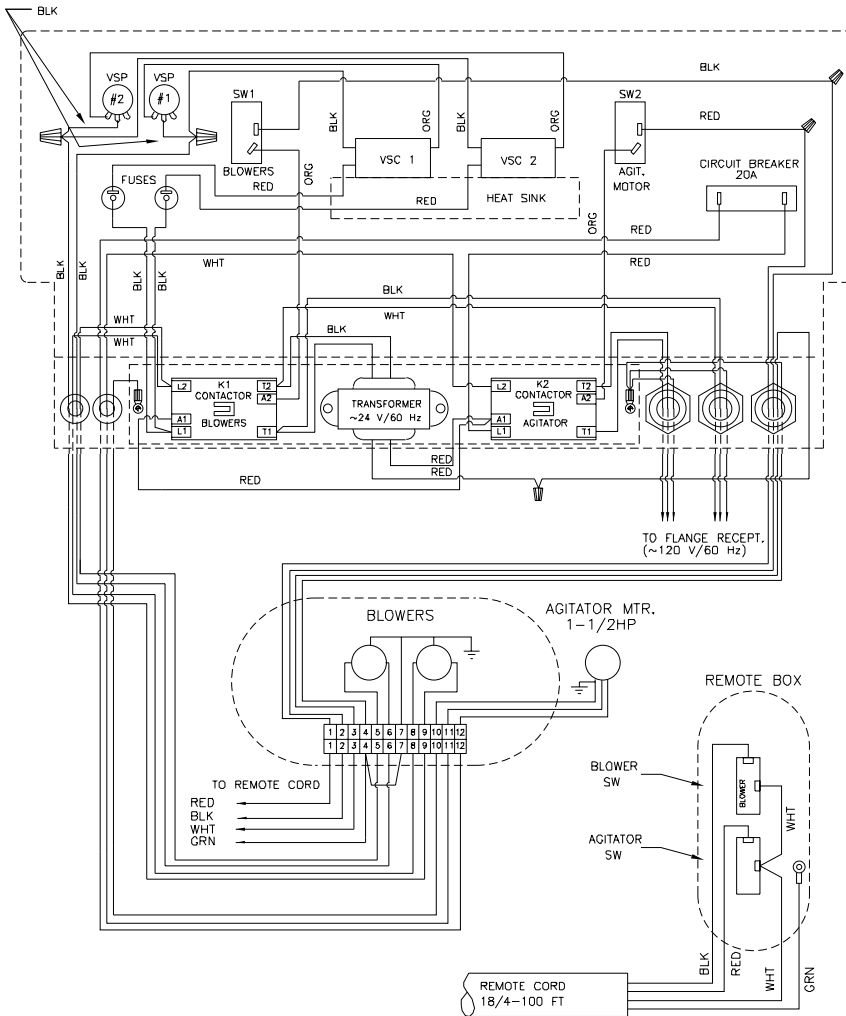 BLK
VSP
#2
VSP
#1
SW1
BLOWERS
BLK
ORG
BLK
ORG
BLK
SW2
AGIT.
MOTOR
RED
VSC 1
VSC 2
HEAT SINK
CIRCUIT BREAKER
20A
FUSES
RED
RED
ORG
ORG
RED
RED
BLK
BLK
BLK
BLK
WHT
BLK
WHT
WHT
WHT
BLK
L2
K1
CONTACTOR
BLOWERS
T2
A2
A1
L1
T1
TRANSFORMER
~24 V/60 Hz
L2
K2
CONTACTOR
AGITATOR
T2
A2
A1
L1
T1
RED
RED
RED
TO FLANGE RECEPT.
(~120 V/60 Hz)
BLOWERS
AGITATOR MTR.
1-1/2HP
1 2 3 4 5 6 7 8 9 10 11 12
1 2 3 4 5 6 7 8 9 10 11 12
TO REMOTE CORD
RED
BLK
WHT
GRN
REMOTE BOX
BLOWER
SW
BLOWER
AGITATOR
SW
WHT
BLK
RED
WHT
GRN
REMOTE CORD
18/4-100 FT